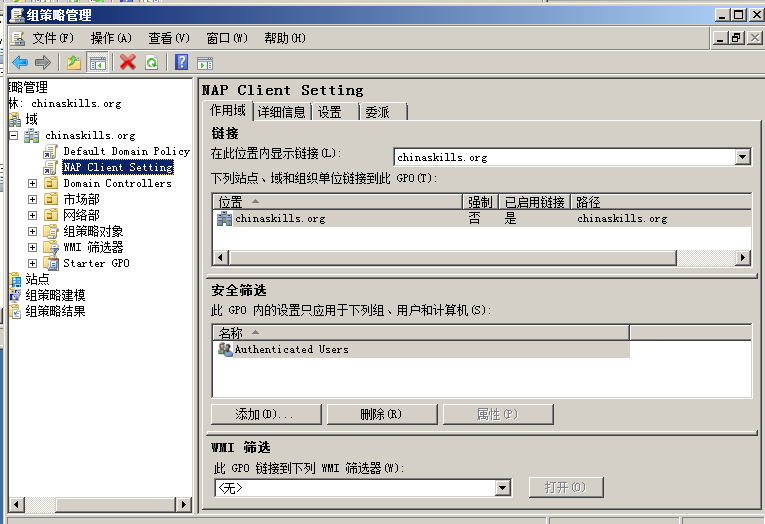 组策略管理
文件(F) 操作(A) 查看(V) 窗口(W) 帮助(H)
略管理
林: chinaskills.org
域
chinaskills.org
Default Domain Policy
NAP Client Setting
Domain Controllers
市场部
网络部
组策略对象
WMI 筛选器
Starter GPO
站点
组策略建模
组策略结果
NAP Client Setting
作用域 详细信息 设置 委派
链接
在此位置内显示链接(L): chinaskills.org
下列站点、域和组织单位链接到此 GPO(T):
位置 强制 已启用链接 路径
chinaskills.org 否 是 chinaskills.org
安全筛选
此 GPO 内的设置只应用于下列组、用户和计算机(S):
名称
Authenticated Users
添加(D)... 删除(R) 属性(P)
WMI 筛选
此 GPO 链接到下列 WMI 筛选器(W):
<无> 打开(O)